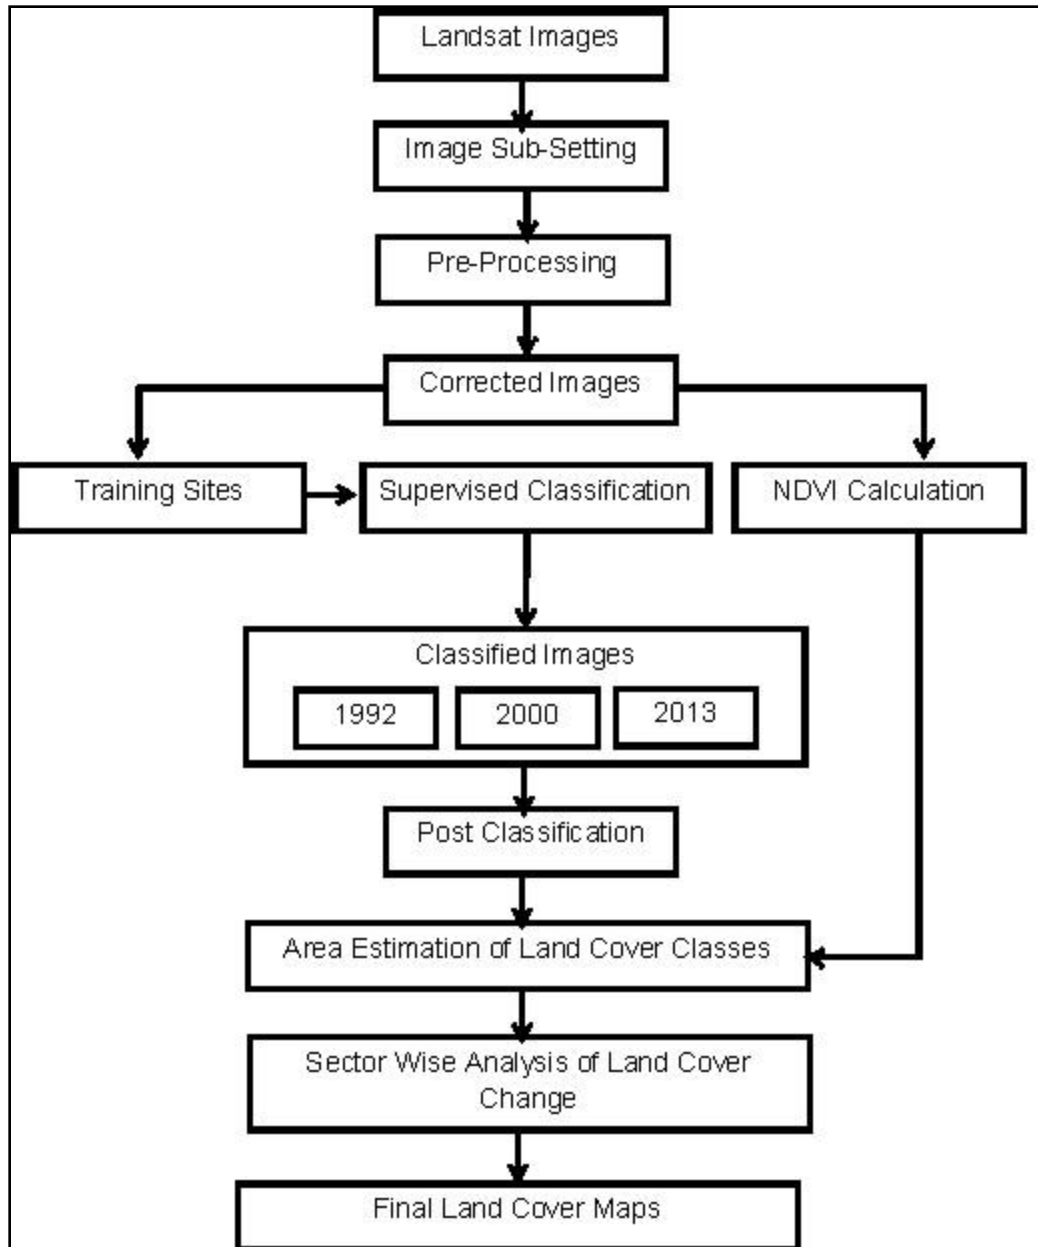 Landsat Images
Image Sub-Setting
Pre-Processing
Corrected Images
Training Sites
Supervised Classification
NDVI Calculation
Classified Images
1992
2000
2013
Post Classification
Area Estimation of Land Cover Classes
Sector Wise Analysis of Land Cover
Change
Final Land Cover Maps